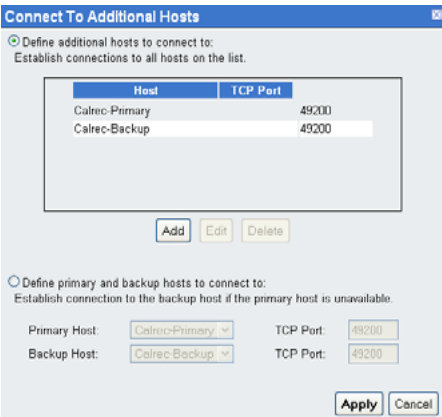 Connect To Additional Hosts
Define additional hosts to connect to:
Establish connections to all hosts on the list.
Host TCP Port
Calrec-Primary 49200
Calrec-Backup 49200
Add Edit Delete
Define primary and backup hosts to connect to:
Establish connection to the backup host if the primary host is unavailable.
Primary Host: Calrec-Primary TCP Port: 49200
Backup Host: Calrec-Backup TCP Port: 49200
Apply Cancel